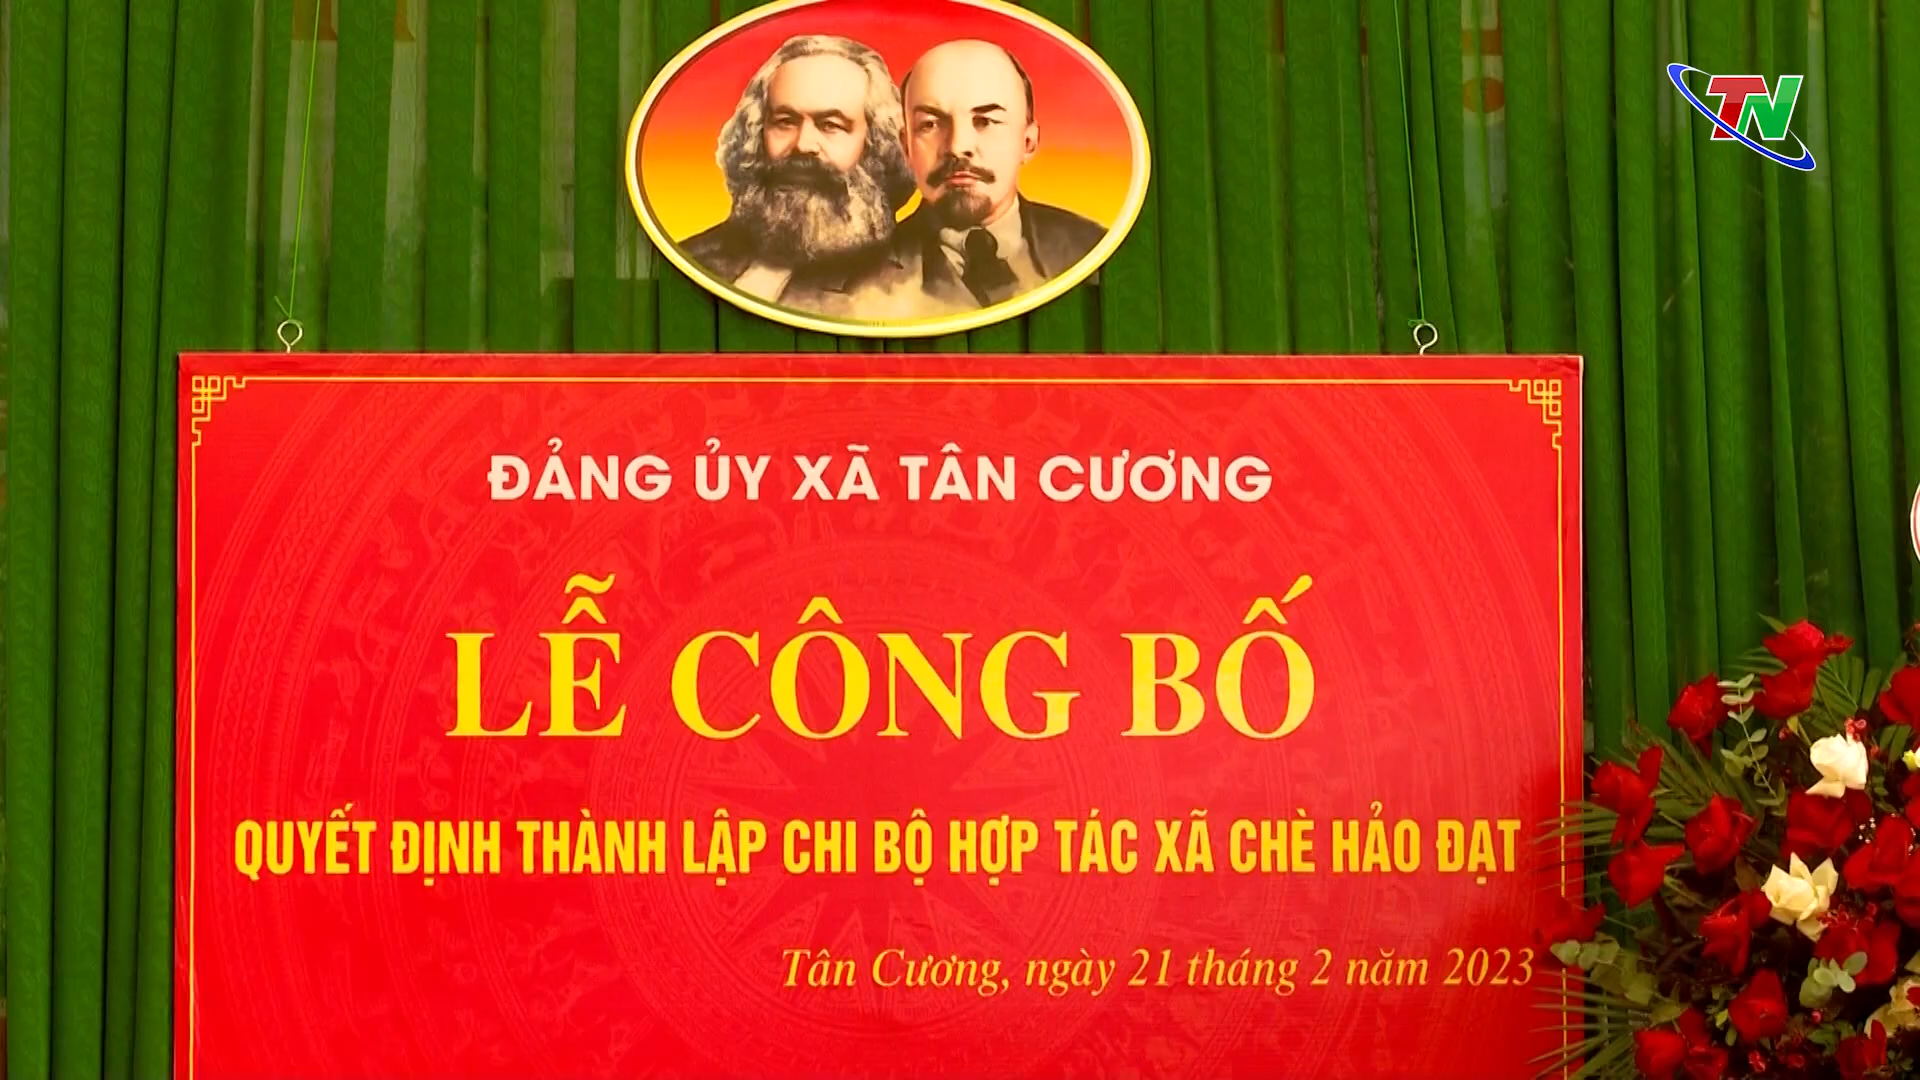 TN
ĐẢNG ỦY XÃ TÂN CƯƠNG
LỄ CÔNG BỐ
QUYẾT ĐỊNH THÀNH LẬP CHI BỘ HỢP TÁC XÃ CHÈ HẢO ĐẠT
Tân Cương, ngày 21 tháng 2 năm 2023